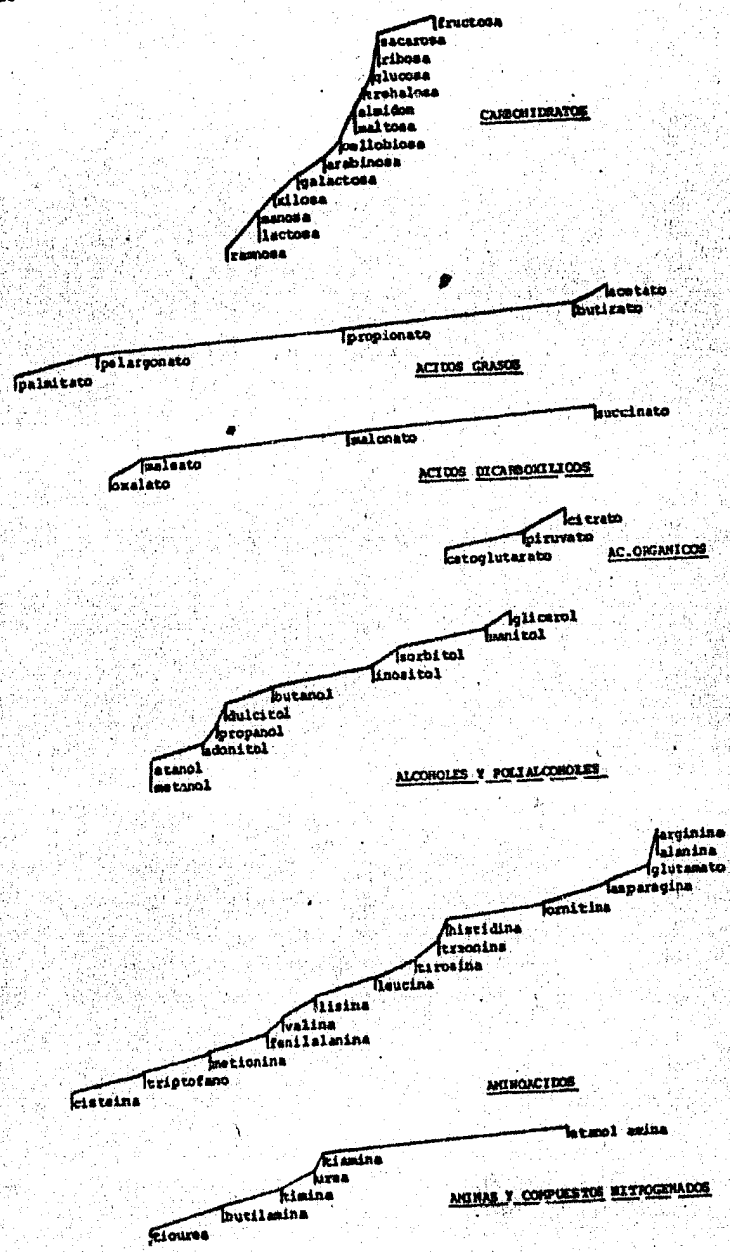 fructosa
sacarosa
ribosa
glucosa
trehalosa
almidon
maltosa
CARBOHIDRATOS
cellobiosa
arabinosa
galactosa
xilosa
manosa
lactosa
ramnosa
acetato
butirato
propionato
pelargonato
palmitato
ACIDOS GRASOS
succinato
malonato
maleato
oxalato
ACIDOS DICARBOXILICOS
citrato
piruvato
cetoglutarato
AC.ORGANICOS
glicerol
manitol
sorbitol
inositol
butanol
dulcitol
propanol
adonitol
etanol
metanol
ALCOHOLES Y POLIALCOHOLES
arginina
alanina
glutamato
asparagina
ornitina
histidina
treonina
tirosina
leucina
lisina
valina
fenilalanina
metionina
triptofano
cisteina
AMINOACIDOS
etanol amina
tiamina
urea
timina
butilamina
tiourea
AMINAS Y COMPUESTOS NITROGENADOS